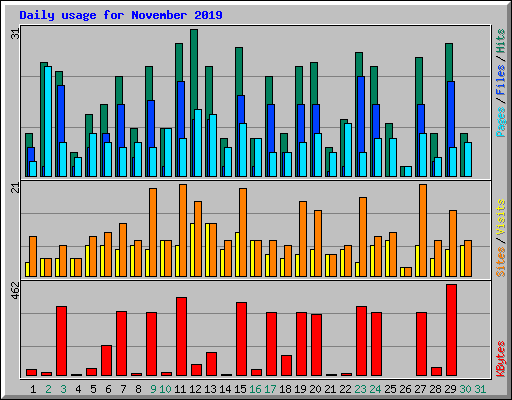 Daily usage for November 2019
31
21
462
Pages / Files / Hits
Sites / Visits
KBytes
1 2 3 4 5 6 7 8 9 10 11 12 13 14 15 16 17 18 19 20 21 22 23 24 25 26 27 28 29 30 31